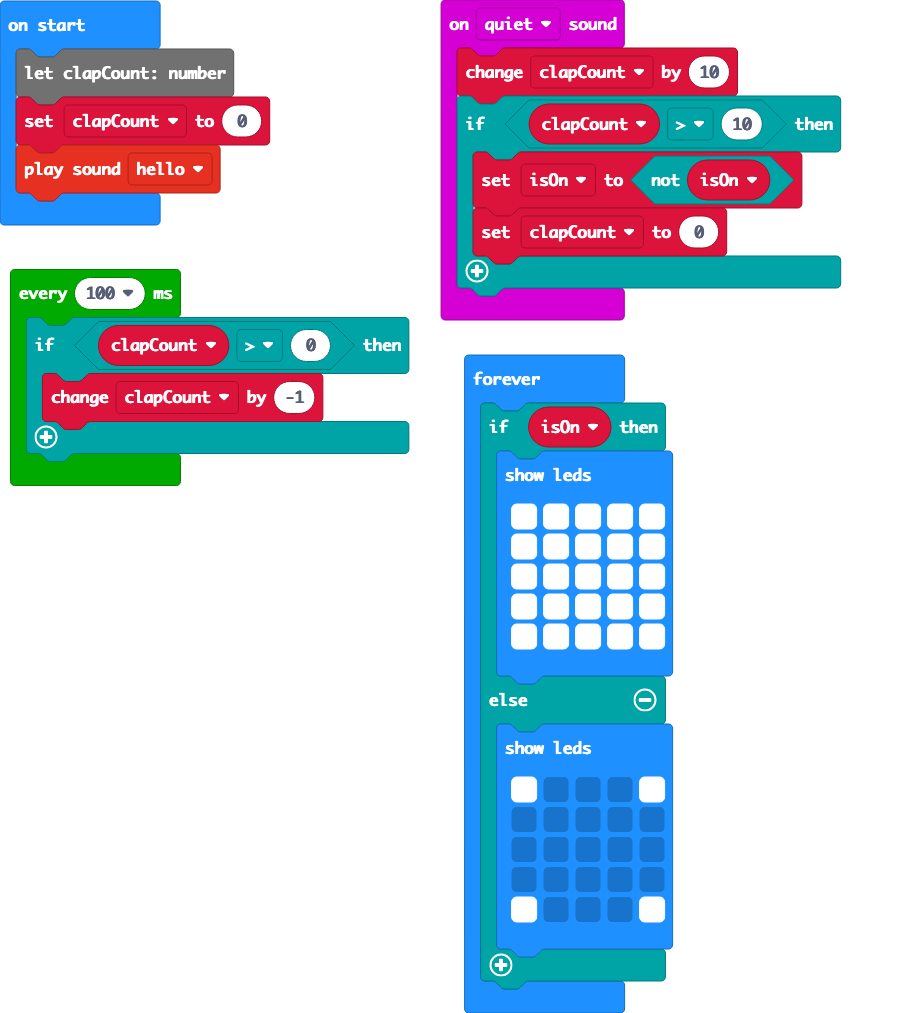 on start
let clapCount: number
set clapCount to 0
play sound hello
every 100 ms
if clapCount > 0 then
change clapCount by -1
on quiet sound
change clapCount by 10
if clapCount > 10 then
set isOn to not isOn
set clapCount to 0
forever
if isOn then
show leds
else
show leds